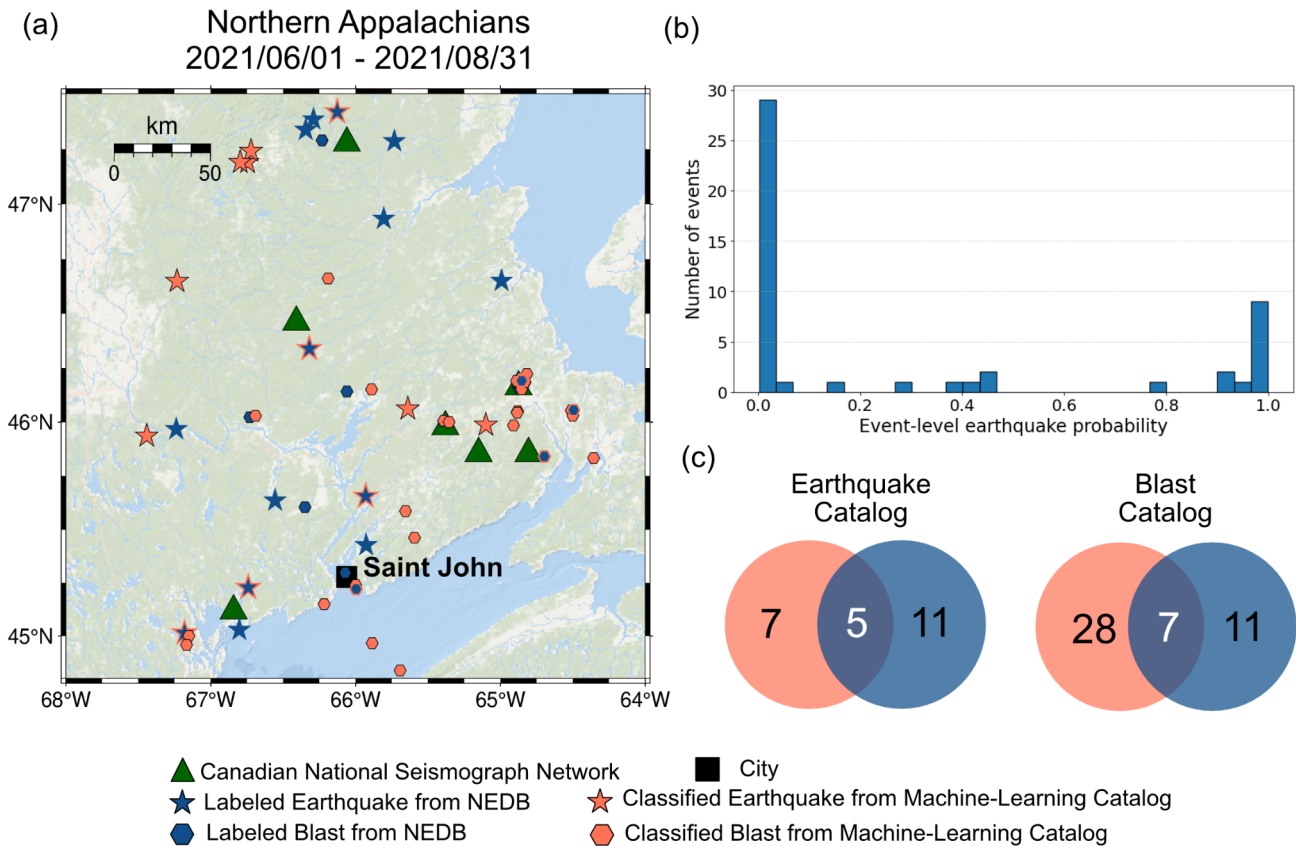 (a)
Northern Appalachians
2021/06/01 - 2021/08/31
km
0 50
47°N
46°N
45°N
Saint John
68°W 67°W 66°W 65°W 64°W
(b)
30
25
20
15
10
5
0
Number of events
0.0 0.2 0.4 0.6 0.8 1.0
Event-level earthquake probability
(c)
Earthquake
Catalog
7 5 11
Blast
Catalog
28 7 11
Canadian National Seismograph Network
City
Labeled Earthquake from NEDB
Classified Earthquake from Machine-Learning Catalog
Labeled Blast from NEDB
Classified Blast from Machine-Learning Catalog